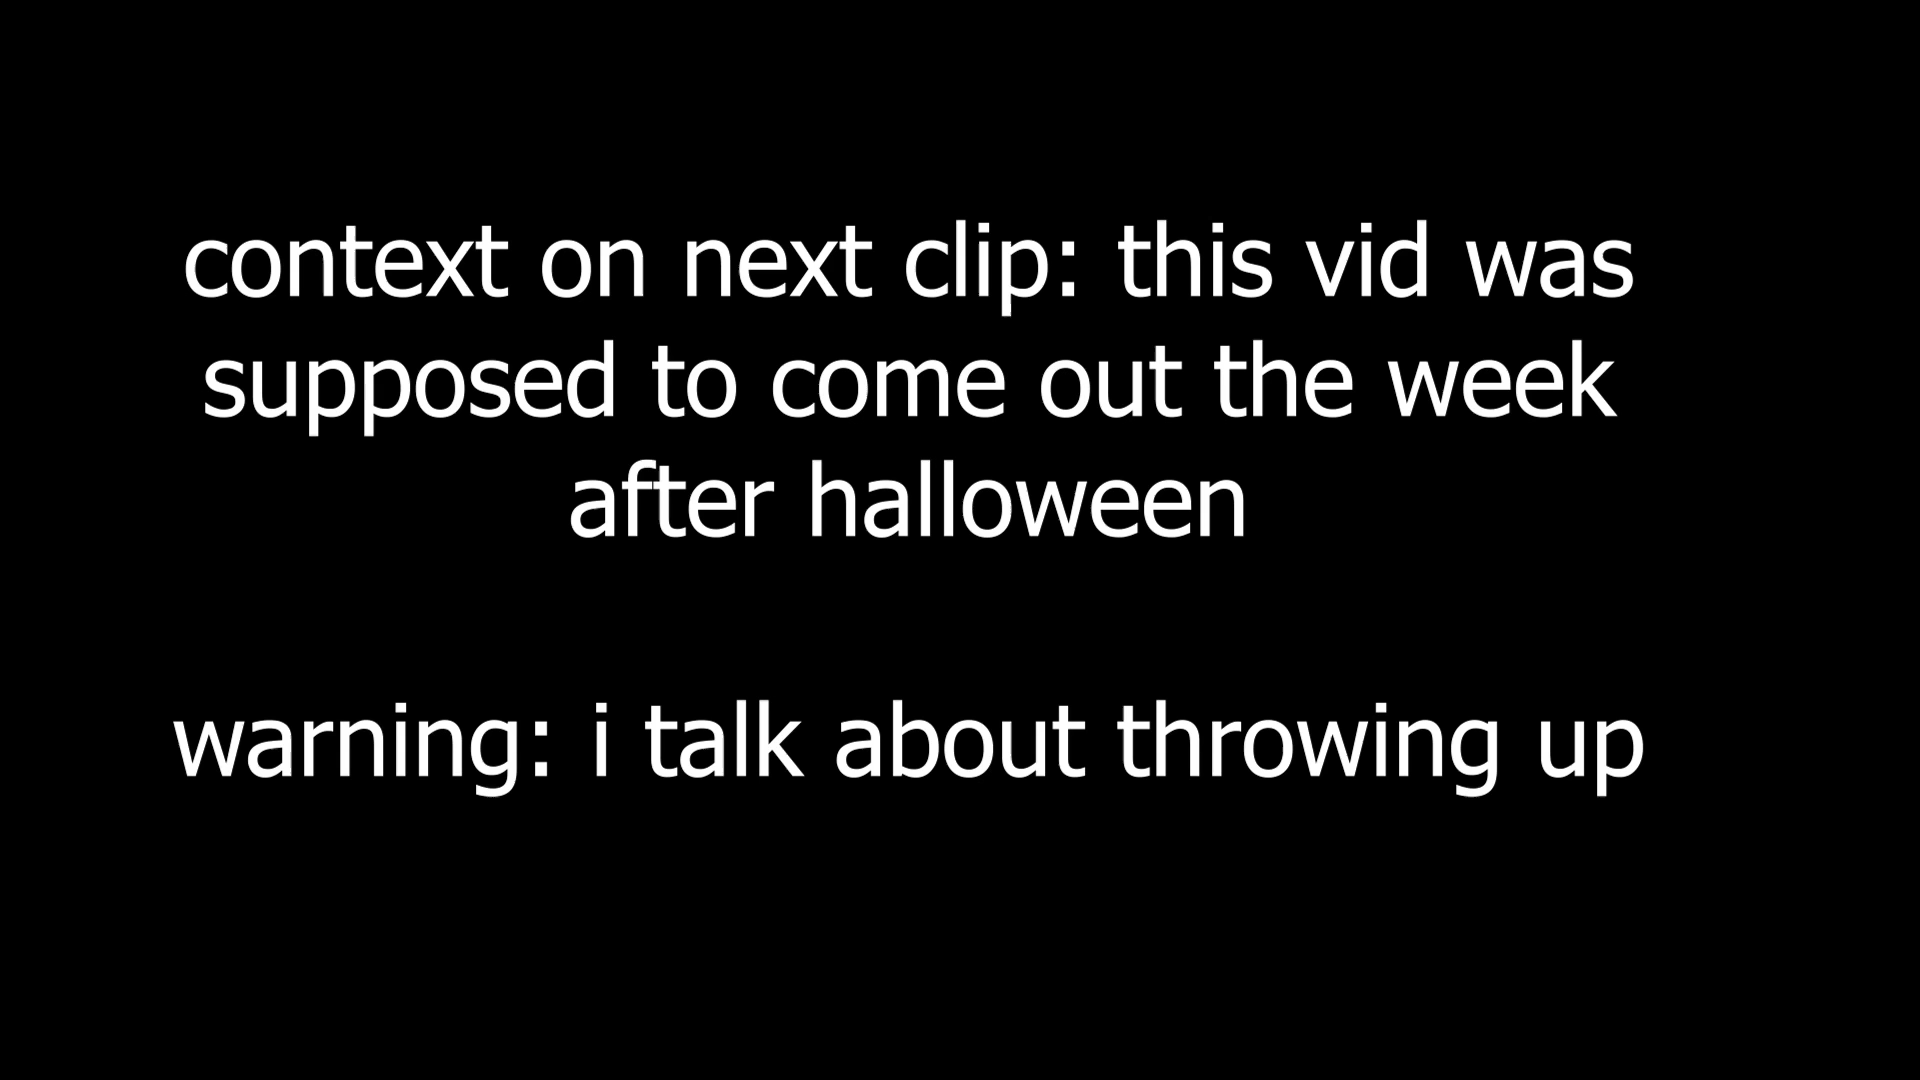 context on next clip: this vid was
supposed to come out the week
after halloween
warning: i talk about throwing up